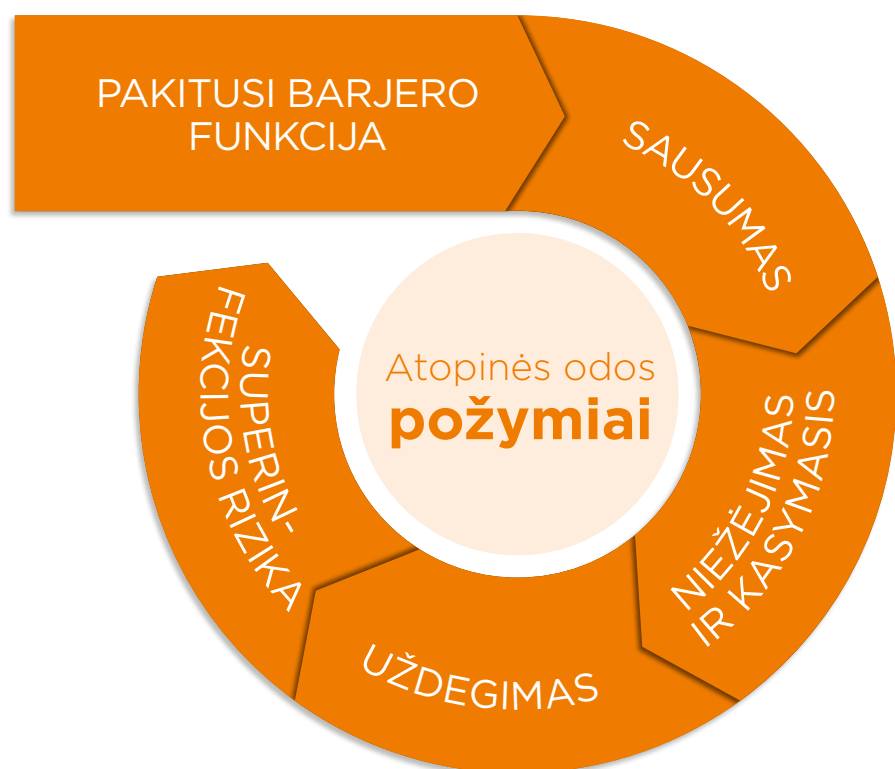 PAKITUSI BARJERO
FUNKCIJA
SAUSUMAS
NIEŽĖJIMAS
IR KASYMASIS
UŽDEGIMAS
SUPERIN-
FEKCIJOS RIZIKA
Atopinės odos
požymiai